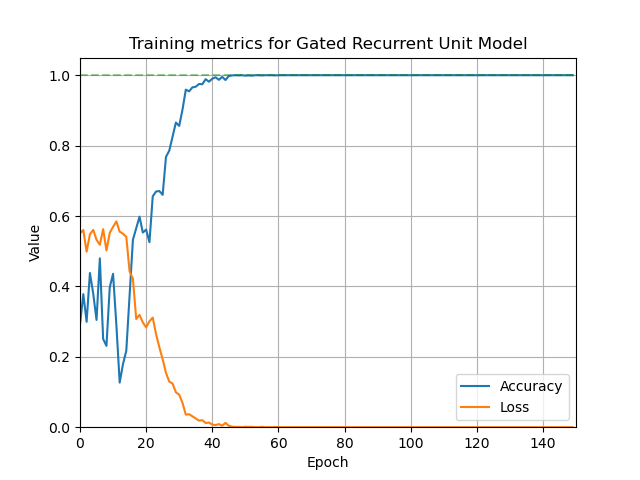 Training metrics for Gated Recurrent Unit Model
1.0
0.8
0.6
0.4
0.2
0.0
Value
Accuracy
Loss
0 20 40 60 80 100 120 140
Epoch